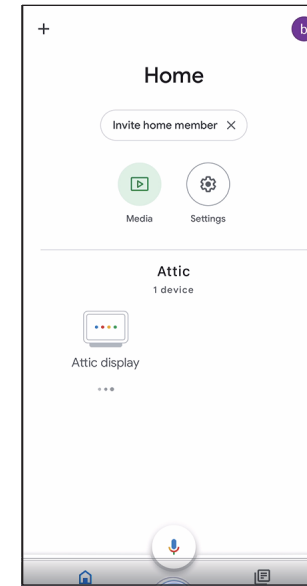 b
Home
Invite home member
Media Settings
Attic
1 device
Attic display